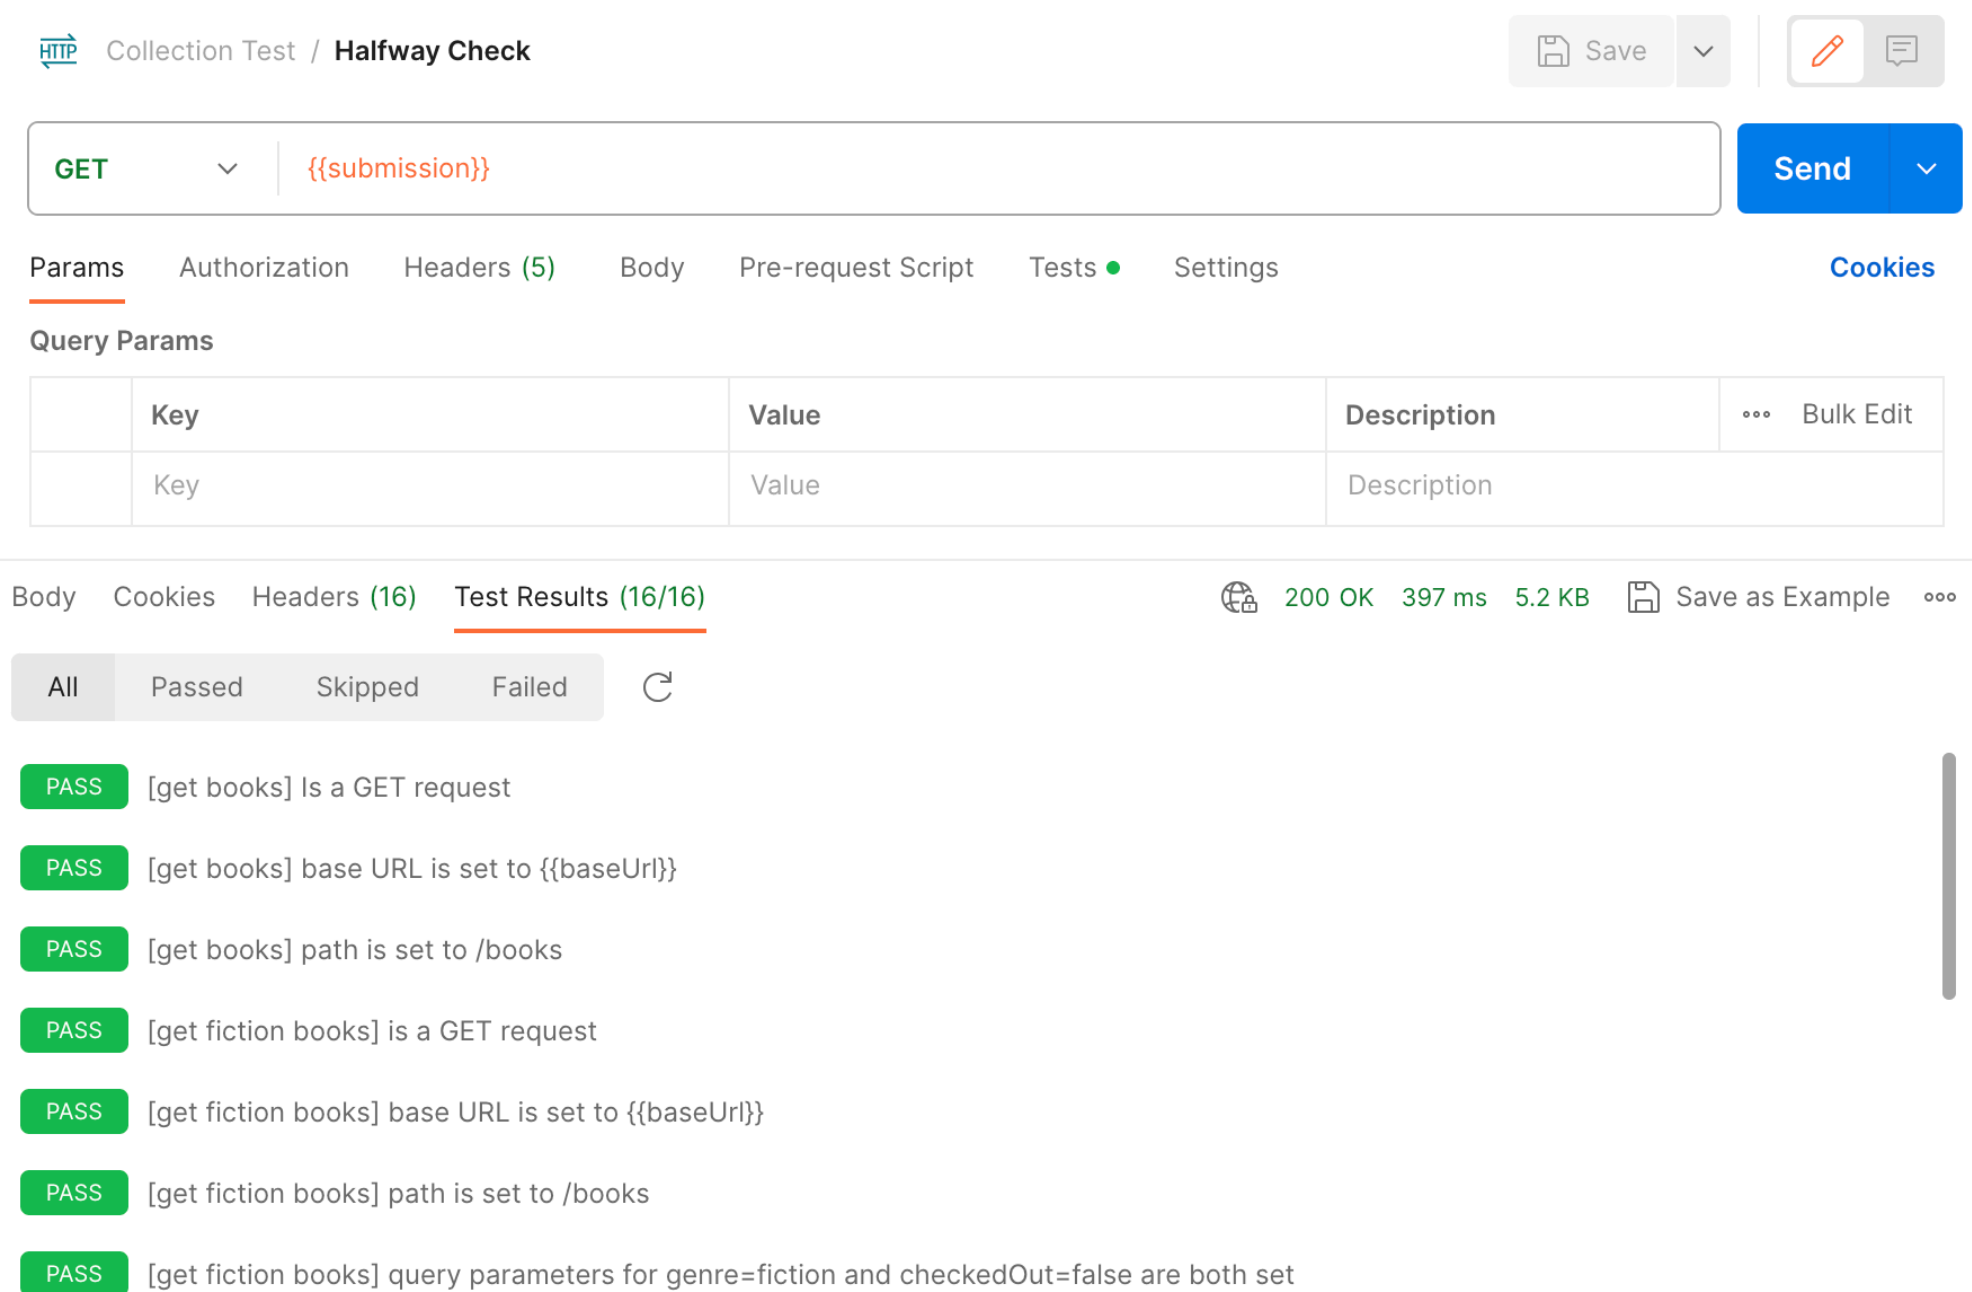 HTTP Collection Test / Halfway Check Save
GET {{submission}} Send
Params Authorization Headers (5) Body Pre-request Script Tests Settings Cookies
Query Params
Key Value Description Bulk Edit
Key Value Description
Body Cookies Headers (16) Test Results (16/16) 200 OK 397 ms 5.2 KB Save as Example
All Passed Skipped Failed
PASS [get books] Is a GET request
PASS [get books] base URL is set to {{baseUrl}}
PASS [get books] path is set to /books
PASS [get fiction books] is a GET request
PASS [get fiction books] base URL is set to {{baseUrl}}
PASS [get fiction books] path is set to /books
PASS [get fiction books] query parameters for genre=fiction and checkedOut=false are both set